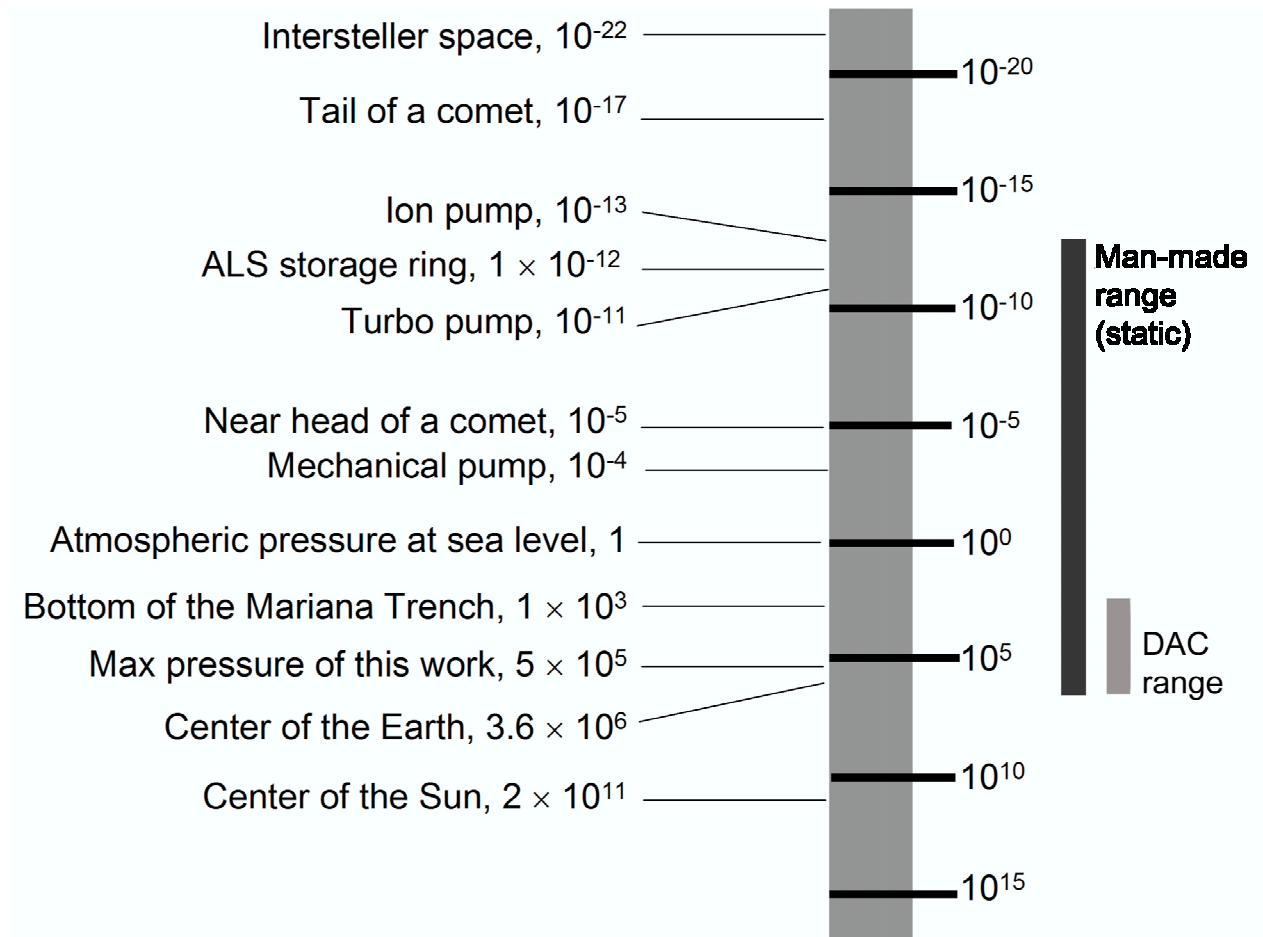 Intersteller space, 10⁻²²
10⁻²⁰
Tail of a comet, 10⁻¹⁷
10⁻¹⁵
Ion pump, 10⁻¹³
ALS storage ring, 1 × 10⁻¹²
Turbo pump, 10⁻¹¹
10⁻¹⁰
Man-made
range
(static)
Near head of a comet, 10⁻⁵
10⁻⁵
Mechanical pump, 10⁻⁴
Atmospheric pressure at sea level, 1
10⁰
Bottom of the Mariana Trench, 1 × 10³
Max pressure of this work, 5 × 10⁵
10⁵
DAC
range
Center of the Earth, 3.6 × 10⁶
Center of the Sun, 2 × 10¹¹
10¹⁰
10¹⁵